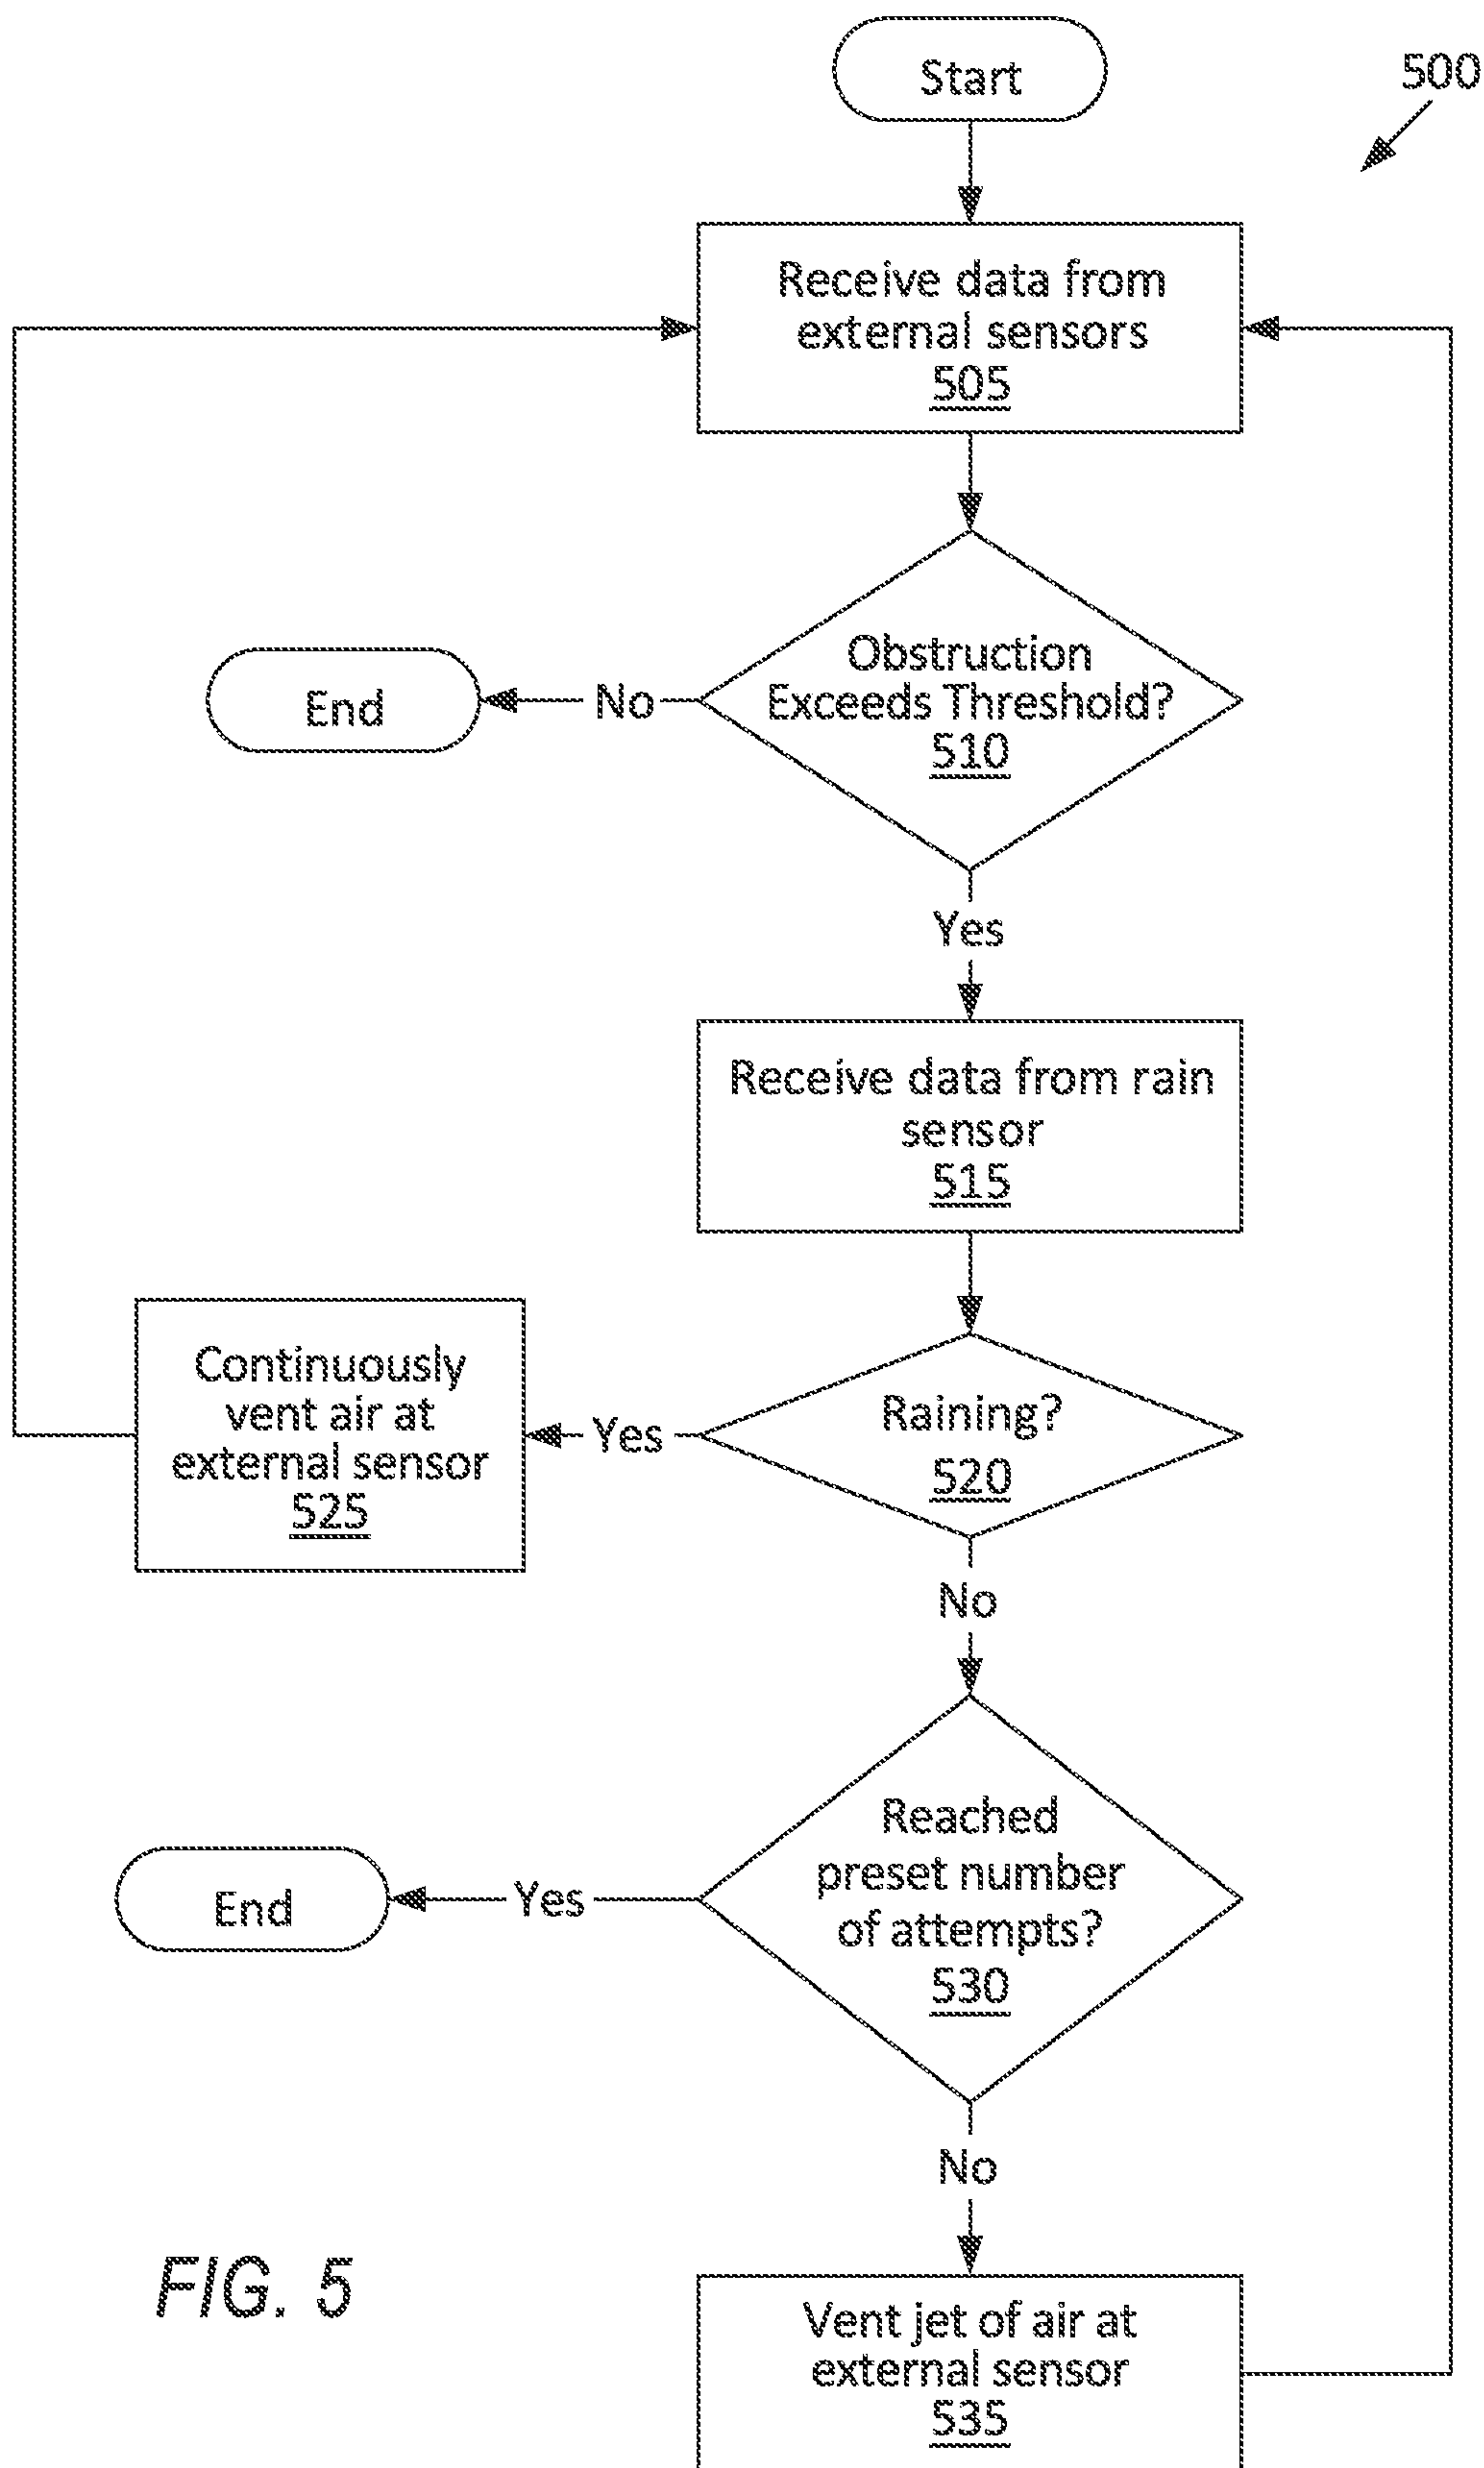 Start
500
Receive data from
external sensors
505
Obstruction
Exceeds Threshold?
510
No
End
Yes
Receive data from rain
sensor
515
Raining?
520
Yes
Continuously
vent air at
external sensor
525
No
Reached
preset number
of attempts?
530
Yes
End
No
Vent jet of air at
external sensor
535
FIG. 5